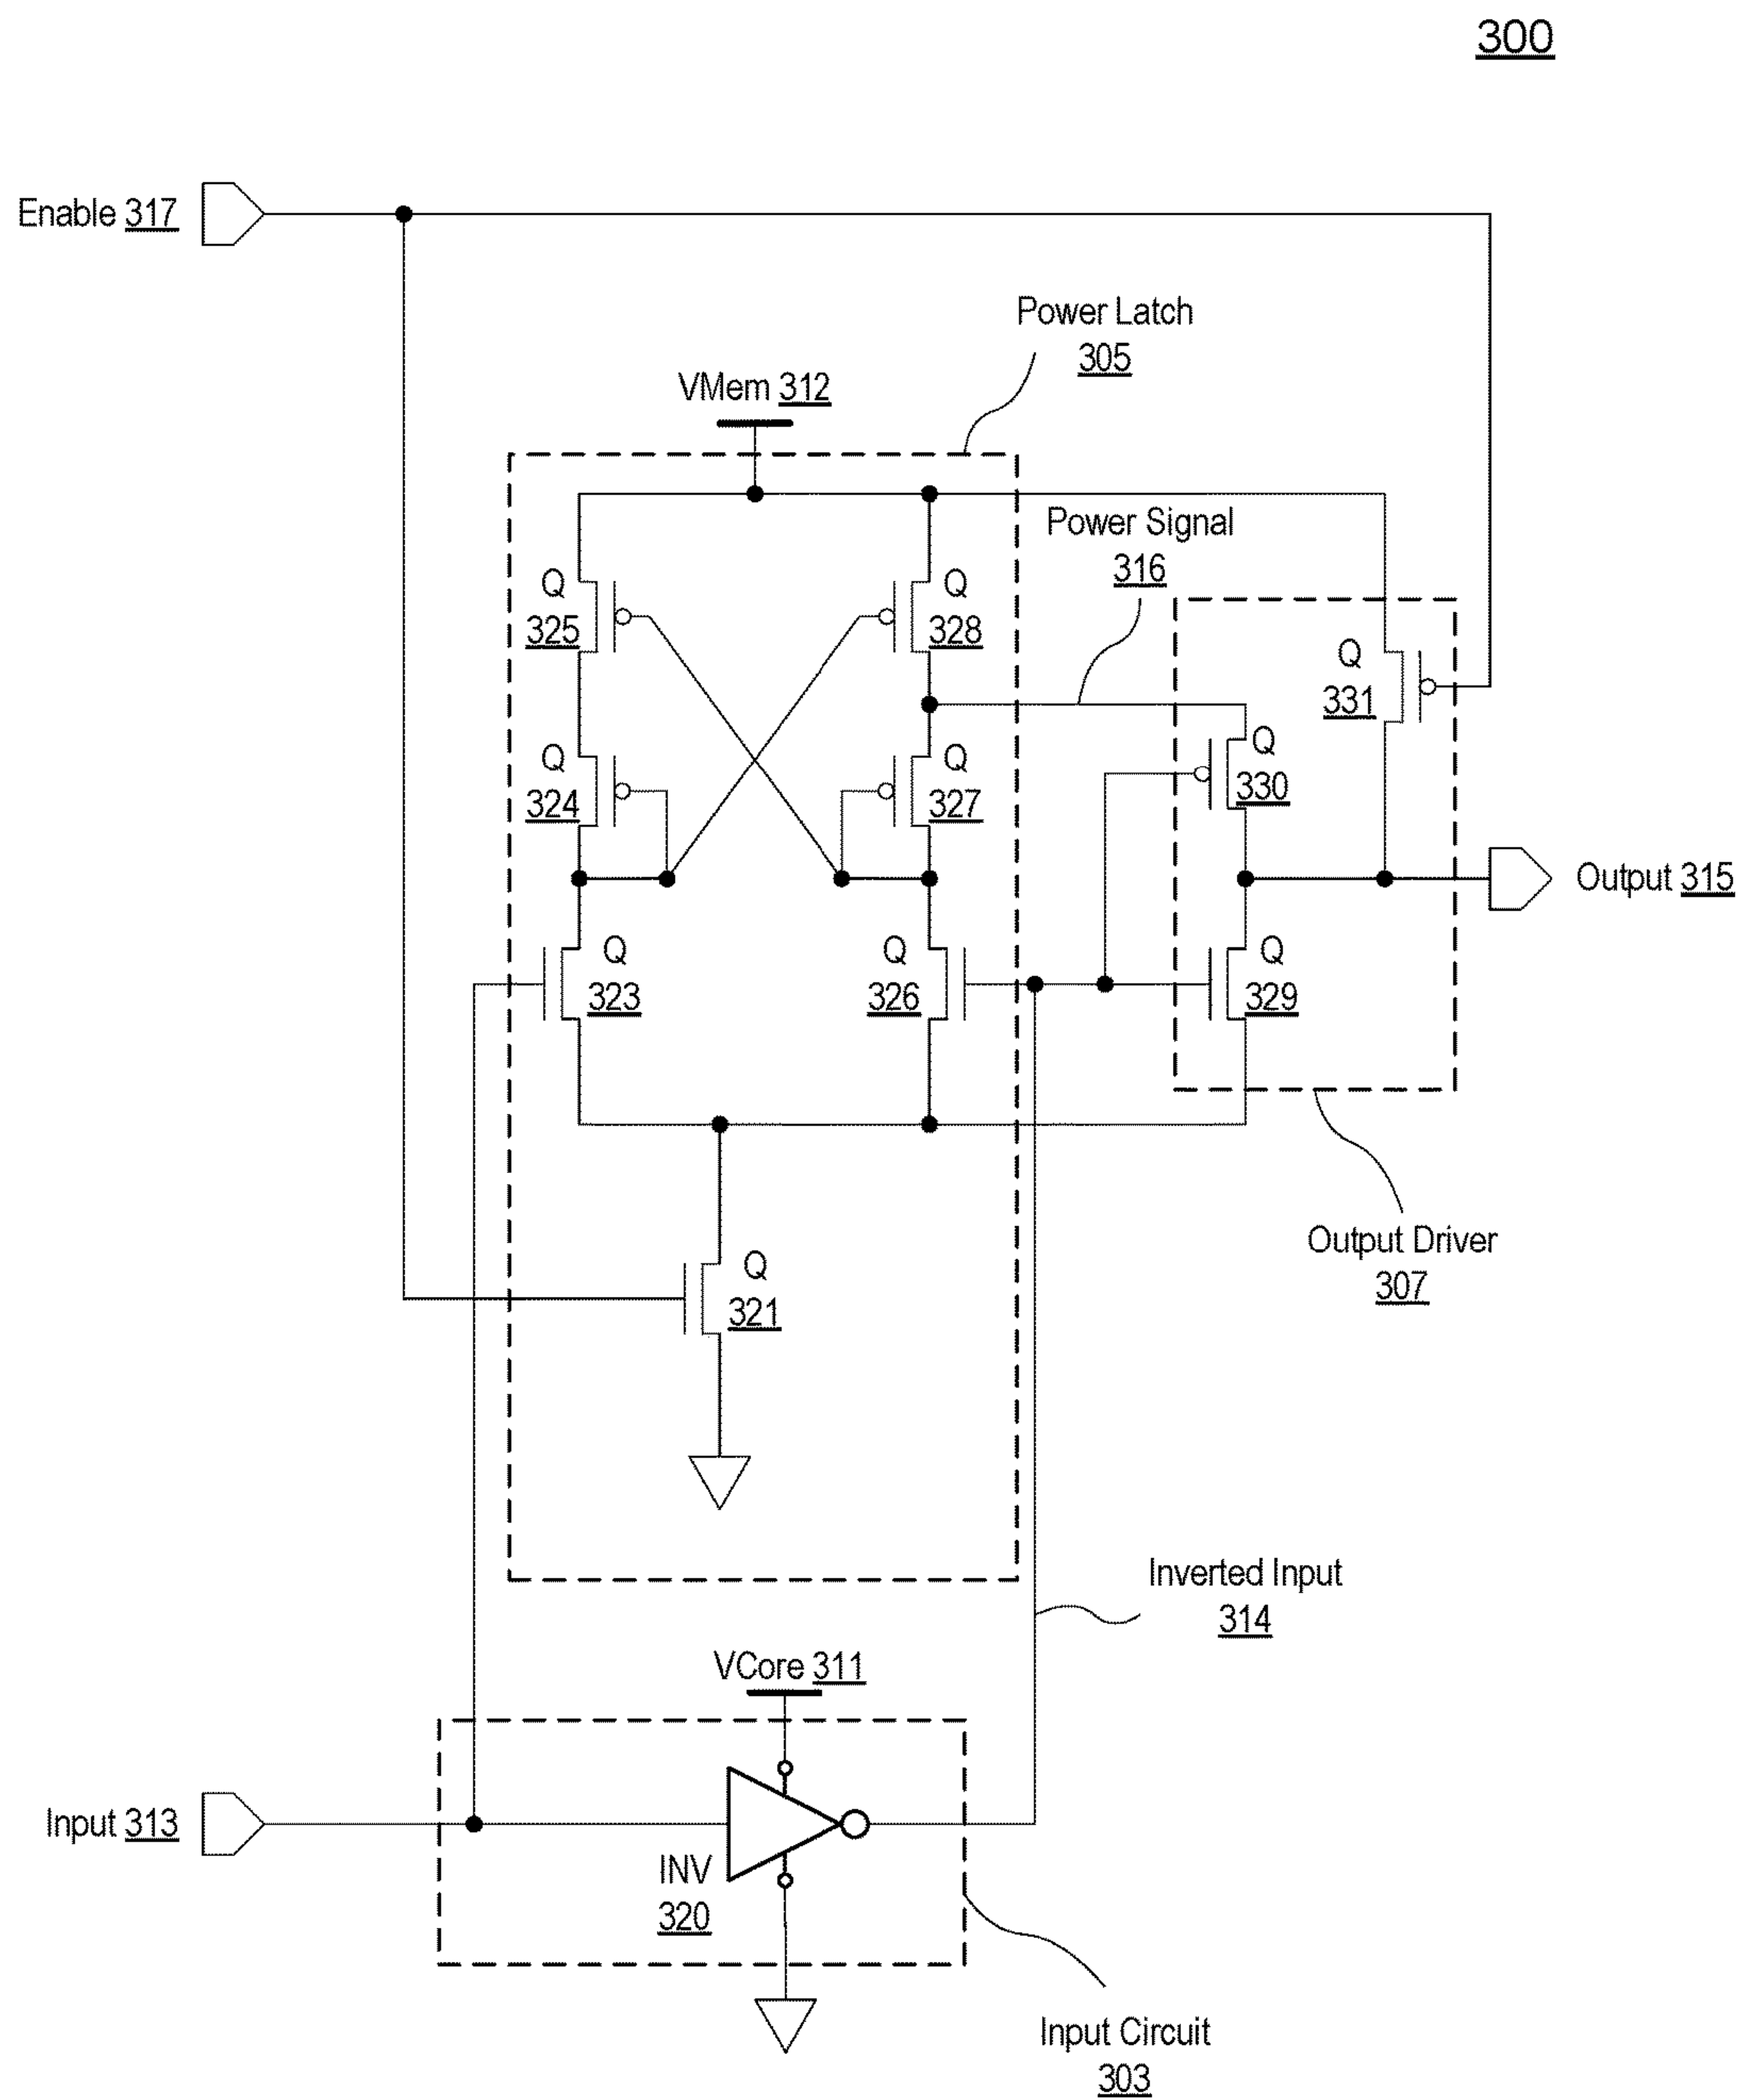 300
Enable 317
Power Latch
305
VMem 312
Power Signal
316
Q
325
Q
328
Q
331
Q
324
Q
327
Q
330
Output 315
Q
323
Q
326
Q
329
Output Driver
307
Q
321
Inverted Input
314
VCore 311
Input 313
INV
320
Input Circuit
303